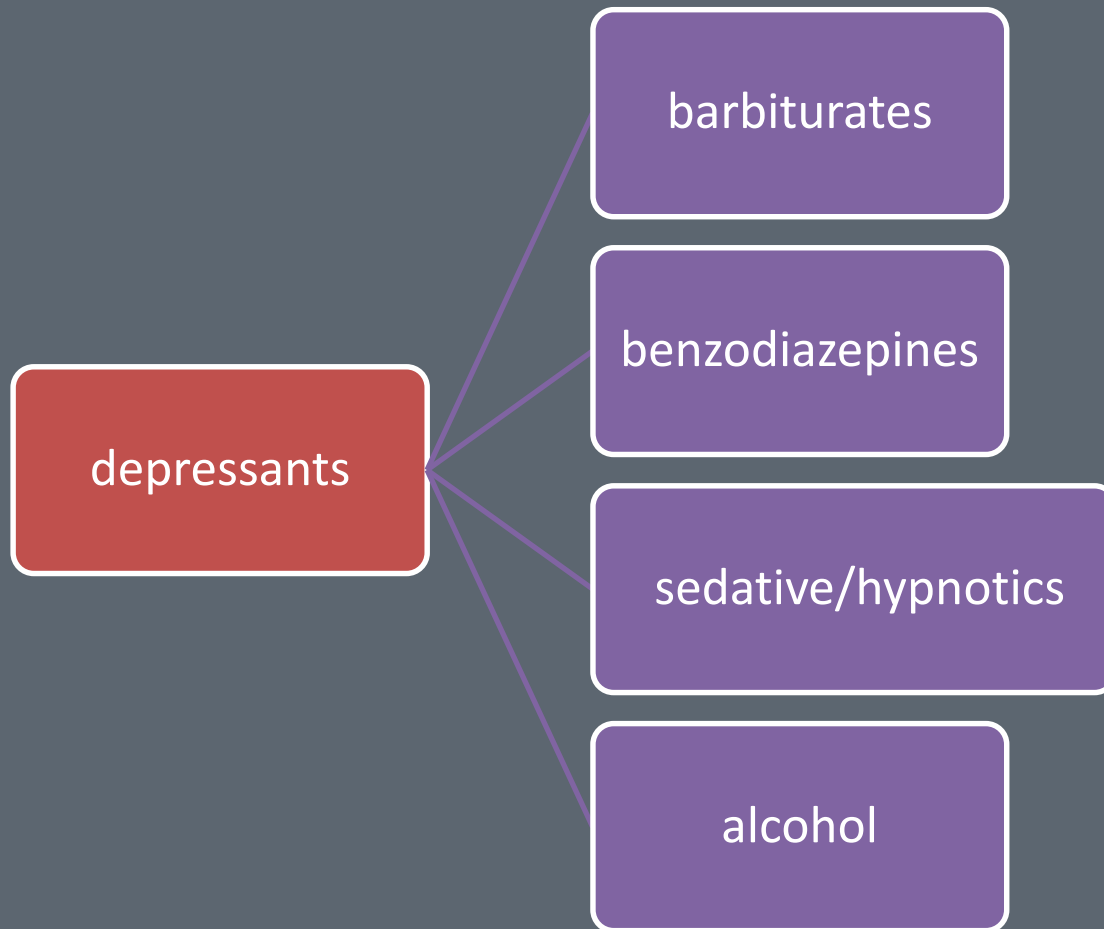 depressants
barbiturates
benzodiazepines
sedative/hypnotics
alcohol